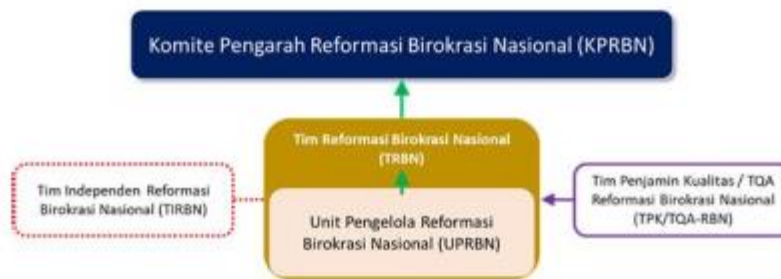 Komite Pengarah Reformasi Birokrasi Nasional (KPRBN)
Tim Reformasi Birokrasi Nasional
(TRBN)
Tim Independen Reformasi
Birokrasi Nasional (TIRBN)
Unit Pengelola Reformasi
Birokrasi Nasional (UPRBN)
Tim Penjamin Kualitas / TQA
Reformasi Birokrasi Nasional
(TPK/TQA-RBN)